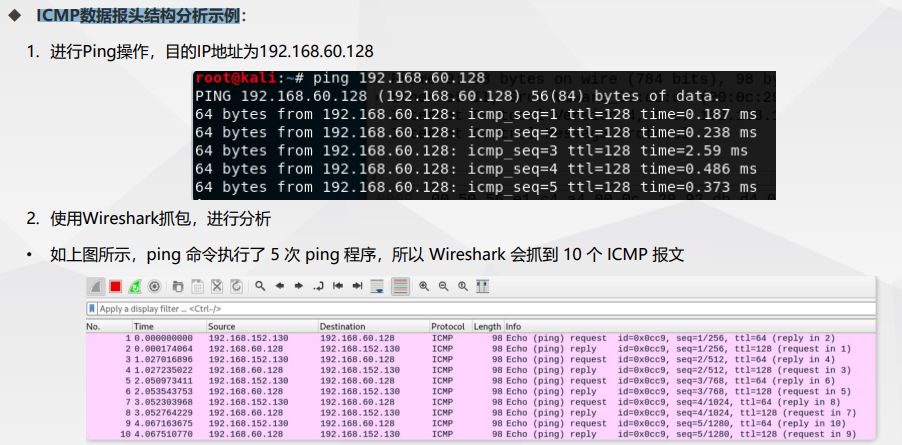 ◆ ICMP数据报头结构分析示例:
1. 进行Ping操作，目的IP地址为192.168.60.128
root@kali:~# ping 192.168.60.128
PING 192.168.60.128 (192.168.60.128) 56(84) bytes of data.
64 bytes from 192.168.60.128: icmp_seq=1 ttl=128 time=0.187 ms
64 bytes from 192.168.60.128: icmp_seq=2 ttl=128 time=0.238 ms
64 bytes from 192.168.60.128: icmp_seq=3 ttl=128 time=2.59 ms
64 bytes from 192.168.60.128: icmp_seq=4 ttl=128 time=0.486 ms
64 bytes from 192.168.60.128: icmp_seq=5 ttl=128 time=0.373 ms
2. 使用Wireshark抓包，进行分析
• 如上图所示，ping 命令执行了 5 次 ping 程序，所以 Wireshark 会抓到 10 个 ICMP 报文
Apply a display filter ... <Ctrl-/>
No. Time Source Destination Protocol Length Info
1 0.000000000 192.168.152.130 192.168.60.128 ICMP 98 Echo (ping) request id=0x0cc9, seq=1/256, ttl=64 (reply in 2)
2 0.000174064 192.168.60.128 192.168.152.130 ICMP 98 Echo (ping) reply id=0x0cc9, seq=1/256, ttl=128 (request in 1)
3 1.027016896 192.168.152.130 192.168.60.128 ICMP 98 Echo (ping) request id=0x0cc9, seq=2/512, ttl=64 (reply in 4)
4 1.027235022 192.168.60.128 192.168.152.130 ICMP 98 Echo (ping) reply id=0x0cc9, seq=2/512, ttl=128 (request in 3)
5 2.050973411 192.168.152.130 192.168.60.128 ICMP 98 Echo (ping) request id=0x0cc9, seq=3/768, ttl=64 (reply in 6)
6 2.053543753 192.168.60.128 192.168.152.130 ICMP 98 Echo (ping) reply id=0x0cc9, seq=3/768, ttl=128 (request in 5)
7 3.052303968 192.168.152.130 192.168.60.128 ICMP 98 Echo (ping) request id=0x0cc9, seq=4/1024, ttl=64 (reply in 8)
8 3.052764229 192.168.60.128 192.168.152.130 ICMP 98 Echo (ping) reply id=0x0cc9, seq=4/1024, ttl=128 (request in 7)
9 4.067163675 192.168.152.130 192.168.60.128 ICMP 98 Echo (ping) request id=0x0cc9, seq=5/1280, ttl=64 (reply in 10)
10 4.067510770 192.168.60.128 192.168.152.130 ICMP 98 Echo (ping) reply id=0x0cc9, seq=5/1280, ttl=128 (request in 9)